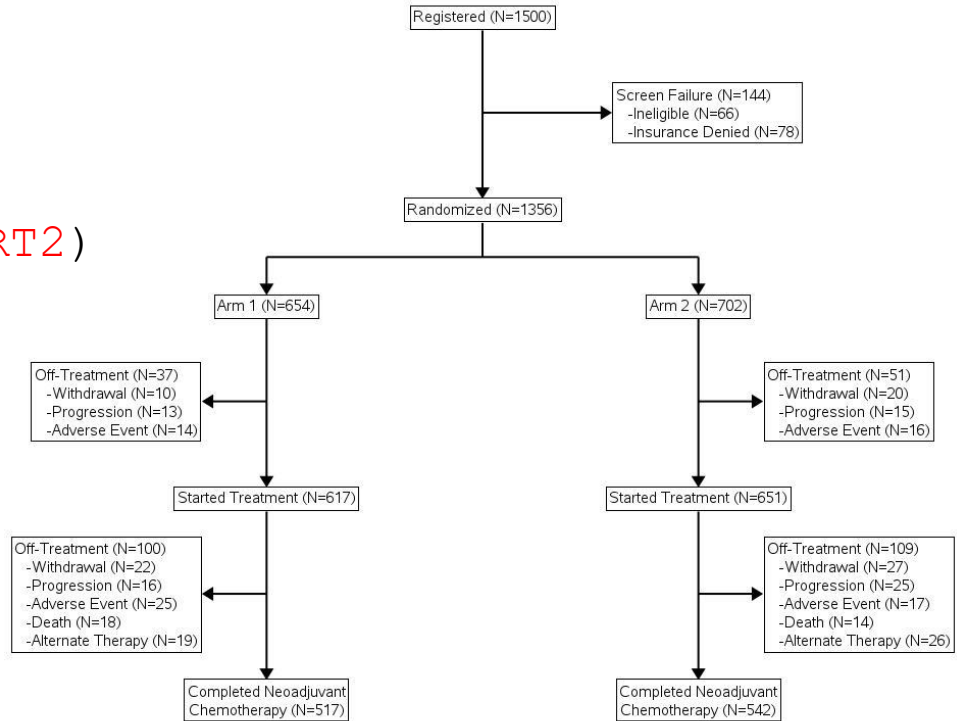 Registered (N=1500)
Screen Failure (N=144)
-Ineligible (N=66)
-Insurance Denied (N=78)
Randomized (N=1356)
RT2)
Arm 1 (N=654)
Arm 2 (N=702)
Off-Treatment (N=37)
-Withdrawal (N=10)
-Progression (N=13)
-Adverse Event (N=14)
Off-Treatment (N=51)
-Withdrawal (N=20)
-Progression (N=15)
-Adverse Event (N=16)
Started Treatment (N=617)
Started Treatment (N=651)
Off-Treatment (N=100)
-Withdrawal (N=22)
-Progression (N=16)
-Adverse Event (N=25)
-Death (N=18)
-Alternate Therapy (N=19)
Off-Treatment (N=109)
-Withdrawal (N=27)
-Progression (N=25)
-Adverse Event (N=17)
-Death (N=14)
-Alternate Therapy (N=26)
Completed Neoadjuvant
Chemotherapy (N=517)
Completed Neoadjuvant
Chemotherapy (N=542)